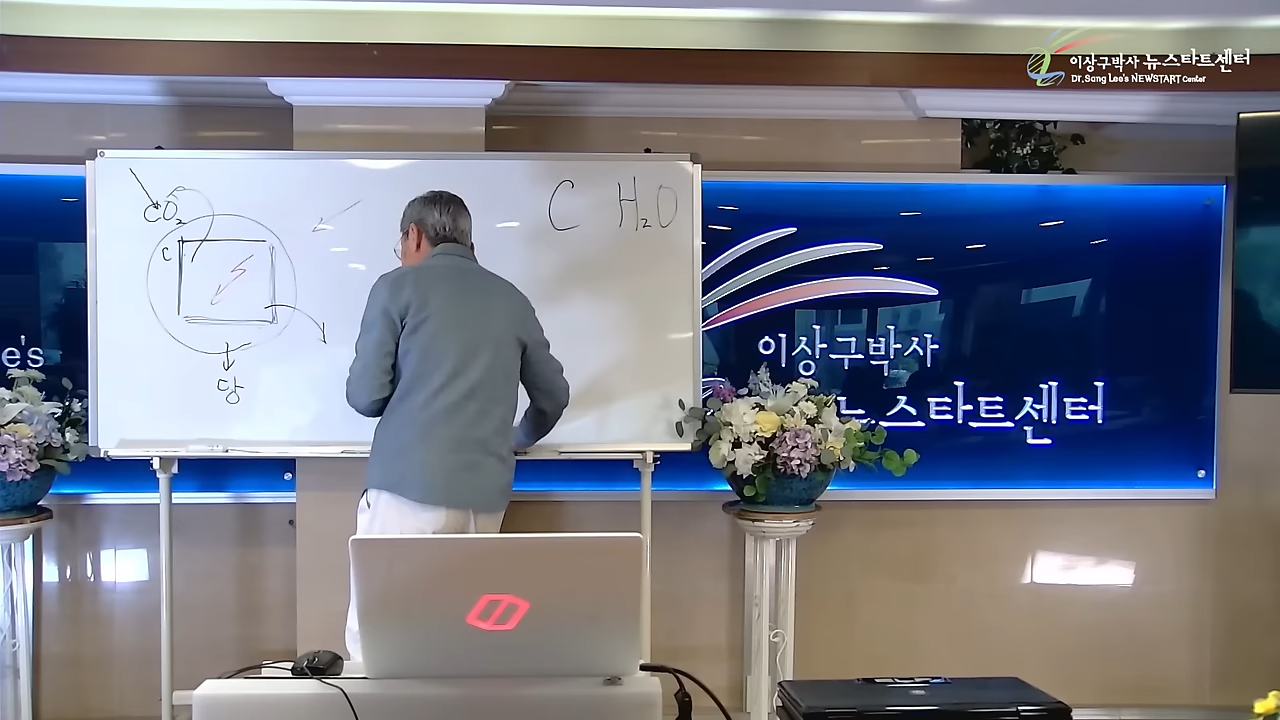 이상구박사 뉴스타트센터
Dr. Sang Lee's NEWSTART Center
CO₂
C
당
C H₂O
e's
이상구박사
뉴스타트센터